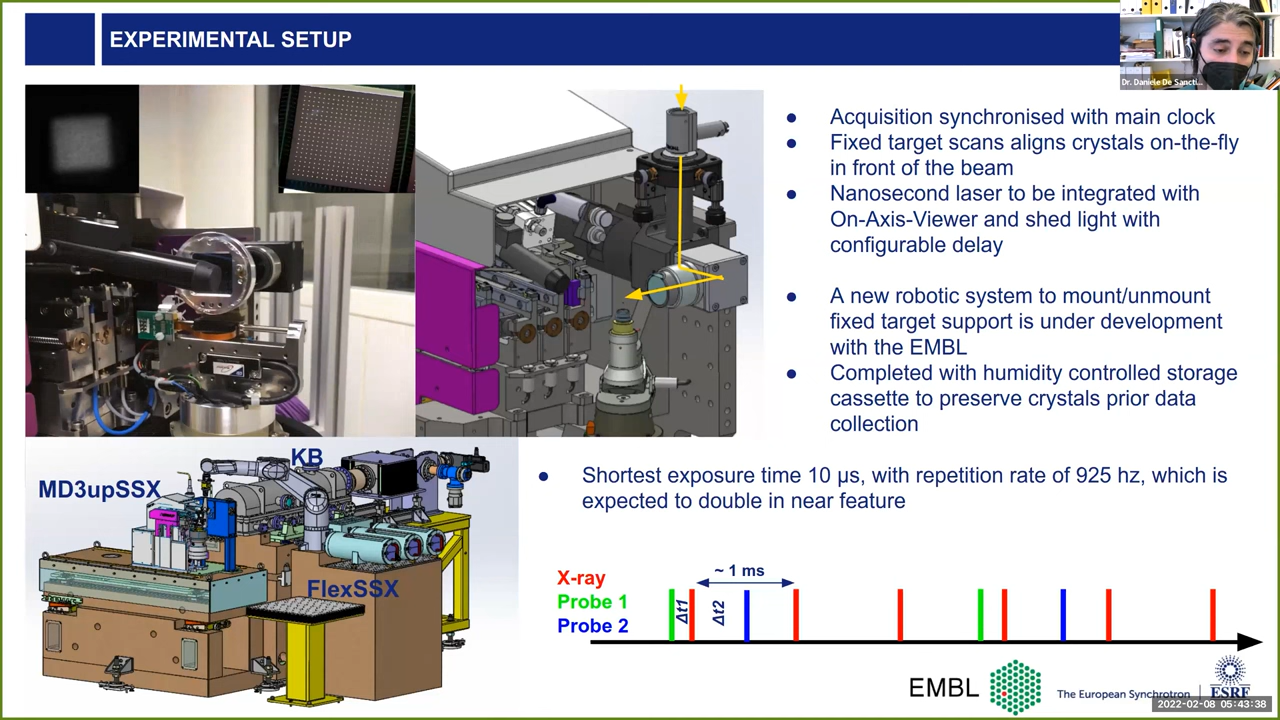 EXPERIMENTAL SETUP
Dr. Daniele De Sancti...
● Acquisition synchronised with main clock
● Fixed target scans aligns crystals on-the-fly
in front of the beam
● Nanosecond laser to be integrated with
On-Axis-Viewer and shed light with
configurable delay
● A new robotic system to mount/unmount
fixed target support is under development
with the EMBL
● Completed with humidity controlled storage
cassette to preserve crystals prior data
collection
KB
MD3upSSX
FlexSSX
● Shortest exposure time 10 µs, with repetition rate of 925 hz, which is
expected to double in near feature
~ 1 ms
X-ray
Probe 1
Probe 2
Δt1
Δt2
EMBL
The European Synchrotron
ESRF
2022-02-08 05:43:38